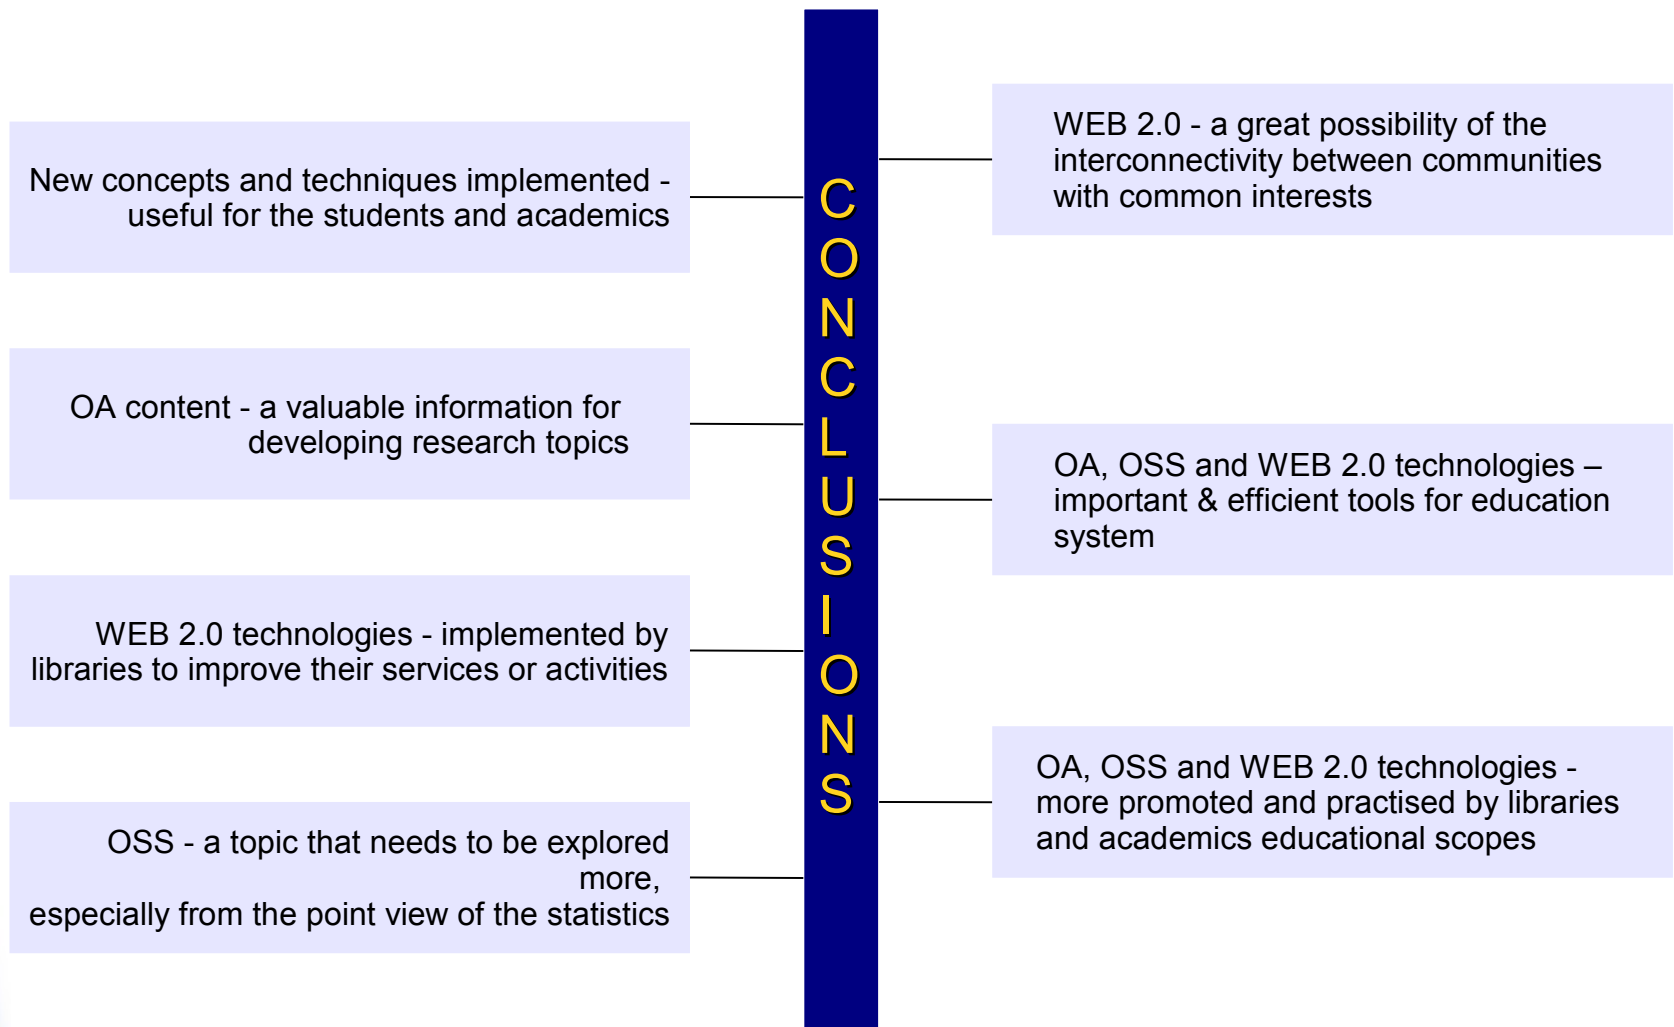 New concepts and techniques implemented -
useful for the students and academics
OA content - a valuable information for
developing research topics
WEB 2.0 technologies - implemented by
libraries to improve their services or activities
OSS - a topic that needs to be explored
more,
especially from the point view of the statistics
CONCLUSIONS
WEB 2.0 - a great possibility of the
interconnectivity between communities
with common interests
OA, OSS and WEB 2.0 technologies –
important & efficient tools for education
system
OA, OSS and WEB 2.0 technologies -
more promoted and practised by libraries
and academics educational scopes